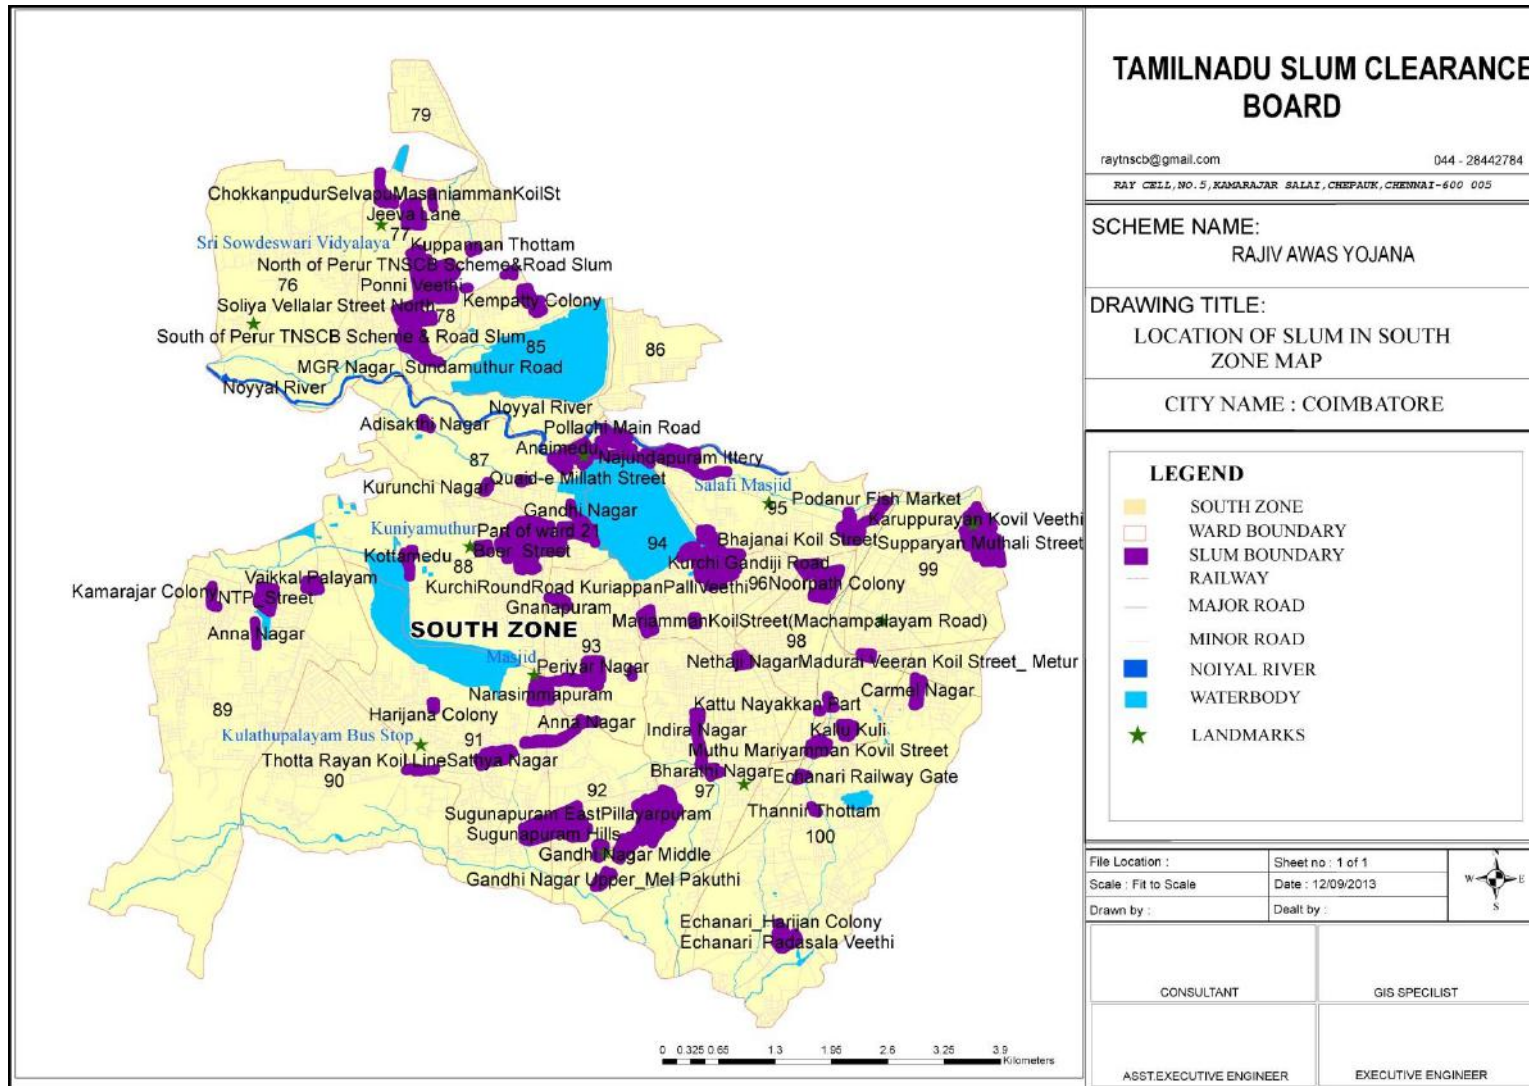 79
ChokkanpudurSelvapuMasaniammanKoilSt
Jeeva Lane
77
Sri Sowdeswari Vidyalaya
Kuppannan Thottam
North of Perur TNSCB Scheme&Road Slum
76
Ponni Veethi
Kempatty Colony
Soliya Vellalar Street North
78
South of Perur TNSCB Scheme & Road Slum
85
86
MGR Nagar_Sundamuthur Road
Noyyal River
Noyyal River
Adisakthi Nagar
Pollachi Main Road
Anaimedu
87
Najundapuram Ittery
Quaid-e Millath Street
Kurunchi Nagar
Salafi Masjid
95
Podanur Fish Market
Gandhi Nagar
Karuppurayan Kovil Veethi
Kuniyamuthur
Part of ward 21
Bhajanai Koil Street
Supparyan Muthali Street
94
Kottamedu
Boer_Street
88
Kurchi Gandiji Road
99
Vaikkal Palayam
KurchiRoundRoad KuriappanPalliVeethi
96
Noorpath Colony
Kamarajar Colony
NTP_Street
Gnanapuram
Anna Nagar
SOUTH ZONE
MariammanKoilStreet(Machampalayam Road)
93
98
Masjid
Periyar Nagar
Nethaji Nagar
Madurai Veeran Koil Street_ Metur
Narasimmapuram
Carmel Nagar
89
Harijana Colony
Anna Nagar
Kattu Nayakkan Part
Kulathupalayam Bus Stop
91
Indira Nagar
Kallu Kuli
Muthu Mariyamman Kovil Street
Thotta Rayan Koil Line
Sathya Nagar
90
Bharathi Nagar
Echanari Railway Gate
92
97
Sugunapuram East
Pillayarpuram
Thannir Thottam
Sugunapuram Hills
100
Gandhi Nagar Middle
Gandhi Nagar Upper_Mel Pakuthi
Echanari_Harijan Colony
Echanari_Padasala Veethi
0 0.325 0.65 1.3 1.95 2.6 3.25 3.9
Kilometers
TAMILNADU SLUM CLEARANCE
BOARD
raytnscb@gmail.com 044 - 28442784
RAY CELL,NO.5,KAMARAJAR SALAI,CHEPAUK,CHENNAI-600 005
SCHEME NAME:
RAJIV AWAS YOJANA
DRAWING TITLE:
LOCATION OF SLUM IN SOUTH
ZONE MAP
CITY NAME : COIMBATORE
LEGEND
SOUTH ZONE
WARD BOUNDARY
SLUM BOUNDARY
RAILWAY
MAJOR ROAD
MINOR ROAD
NOIYAL RIVER
WATERBODY
LANDMARKS
File Location :
Sheet no : 1 of 1
Scale : Fit to Scale
Date : 12/09/2013
Drawn by :
Dealt by :
N
W E
S
CONSULTANT
GIS SPECILIST
ASST.EXECUTIVE ENGINEER
EXECUTIVE ENGINEER